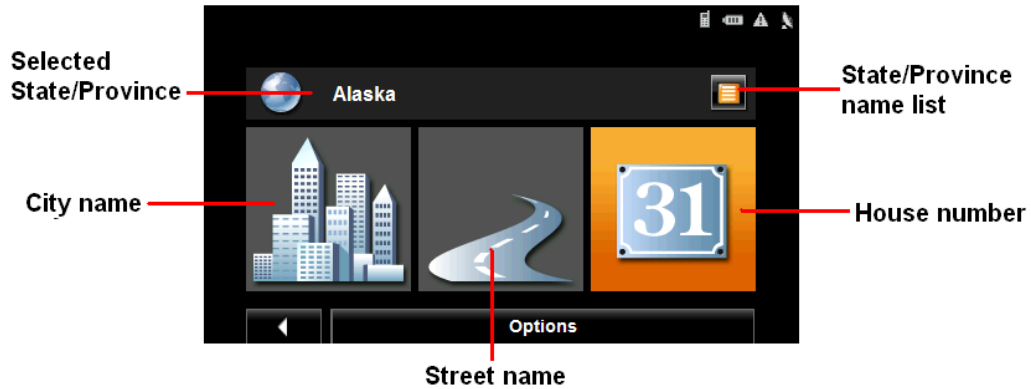 Selected
State/Province
Alaska
State/Province
name list
City name
31
House number
Options
Street name